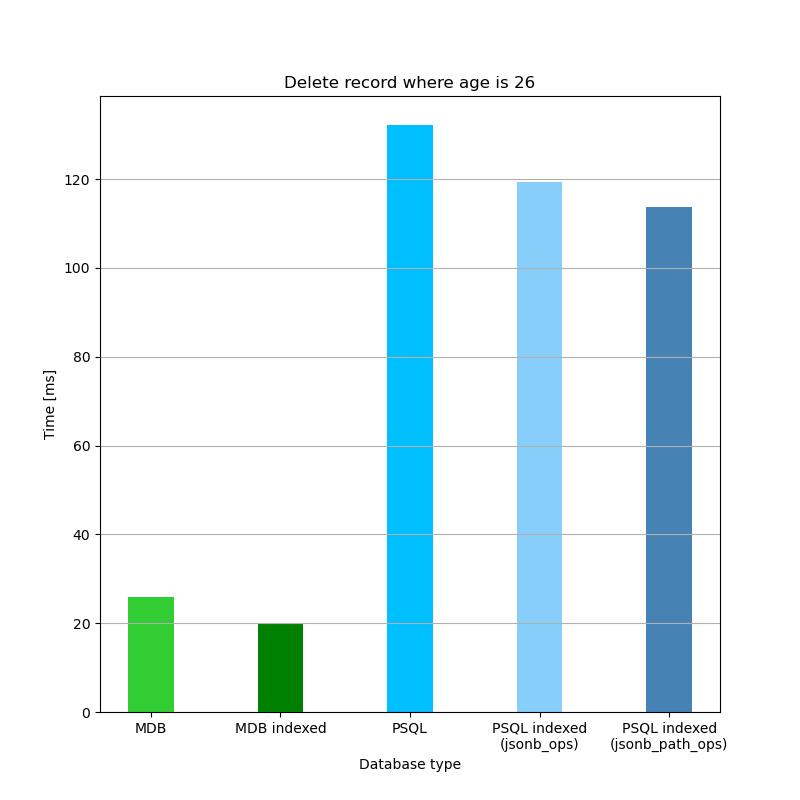 Delete record where age is 26
120
100
80
60
40
20
0
Time [ms]
MDB
MDB indexed
PSQL
PSQL indexed
(jsonb_ops)
PSQL indexed
(jsonb_path_ops)
Database type